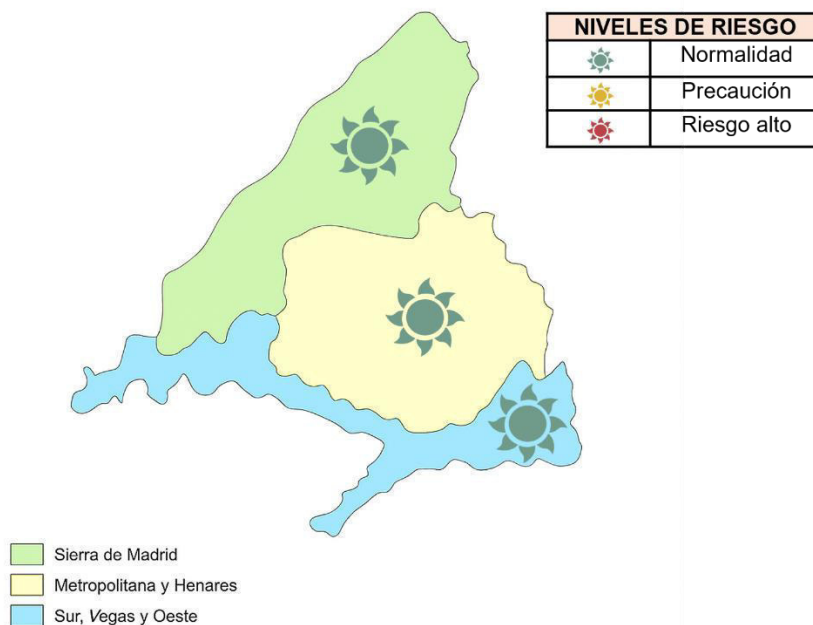 NIVELES DE RIESGO
Normalidad
Precaución
Riesgo alto
Sierra de Madrid
Metropolitana y Henares
Sur, Vegas y Oeste